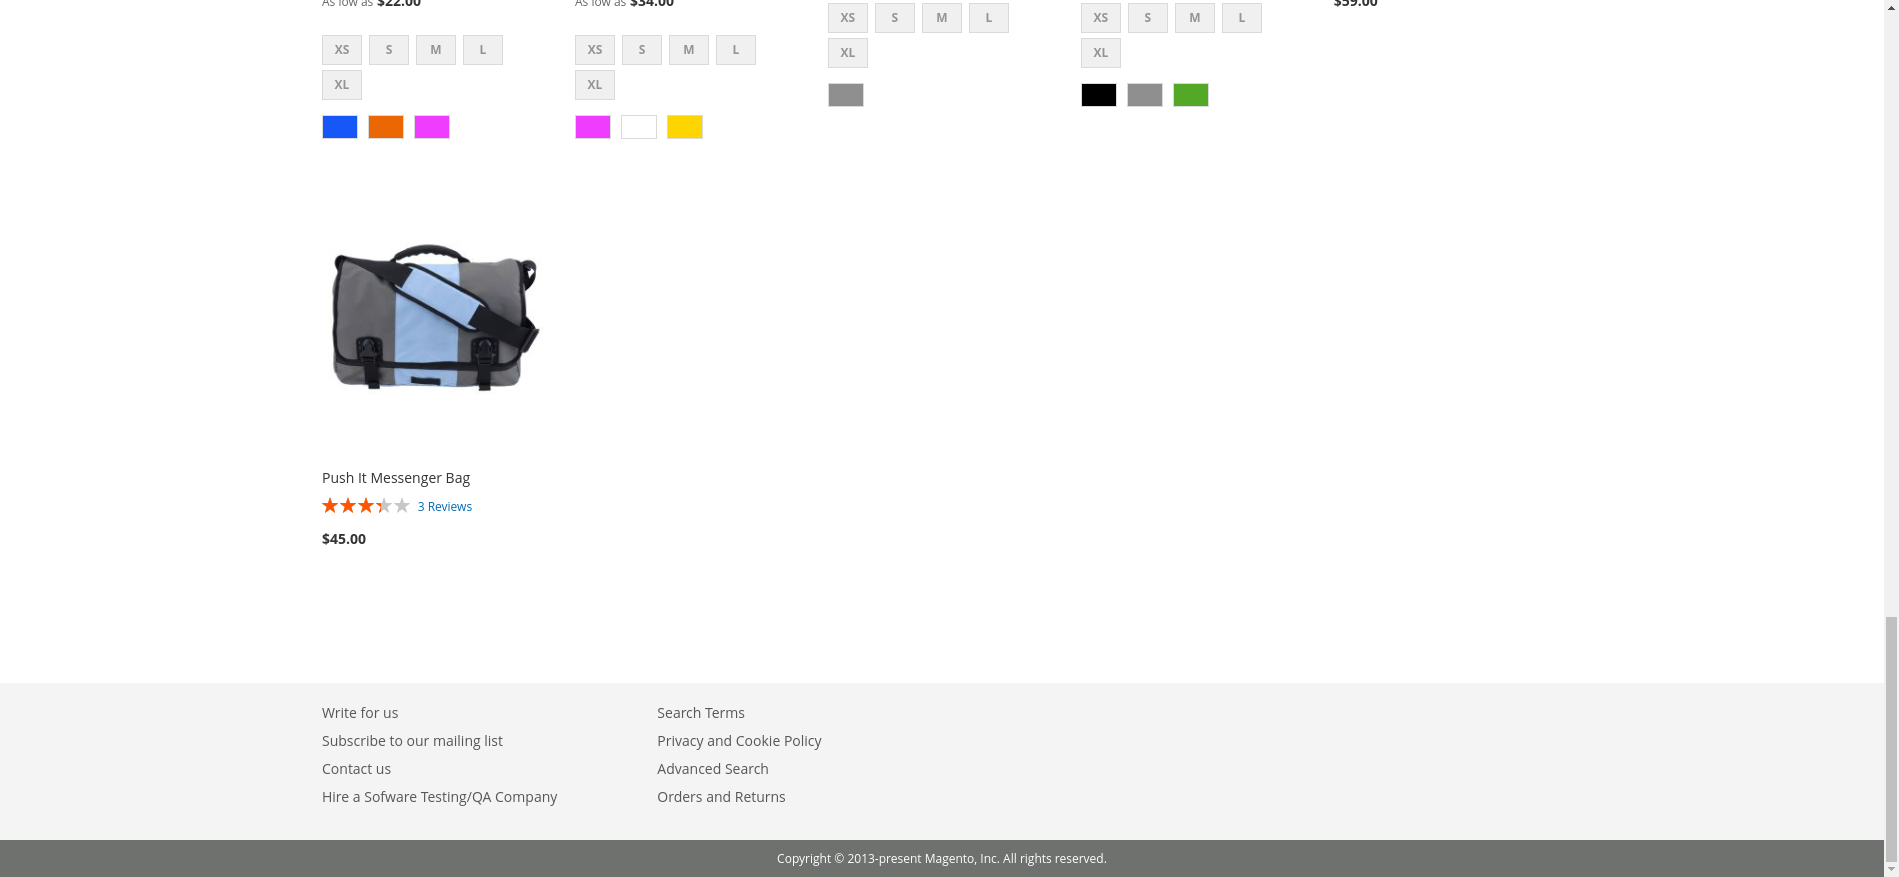 As low as $22.00
XS S M L
XL
As low as $34.00
XS S M L
XL
XS S M L
XL
XS S M L
XL
$59.00
Push It Messenger Bag
3 Reviews
$45.00
Write for us
Subscribe to our mailing list
Contact us
Hire a Sofware Testing/QA Company
Search Terms
Privacy and Cookie Policy
Advanced Search
Orders and Returns
Copyright © 2013-present Magento, Inc. All rights reserved.